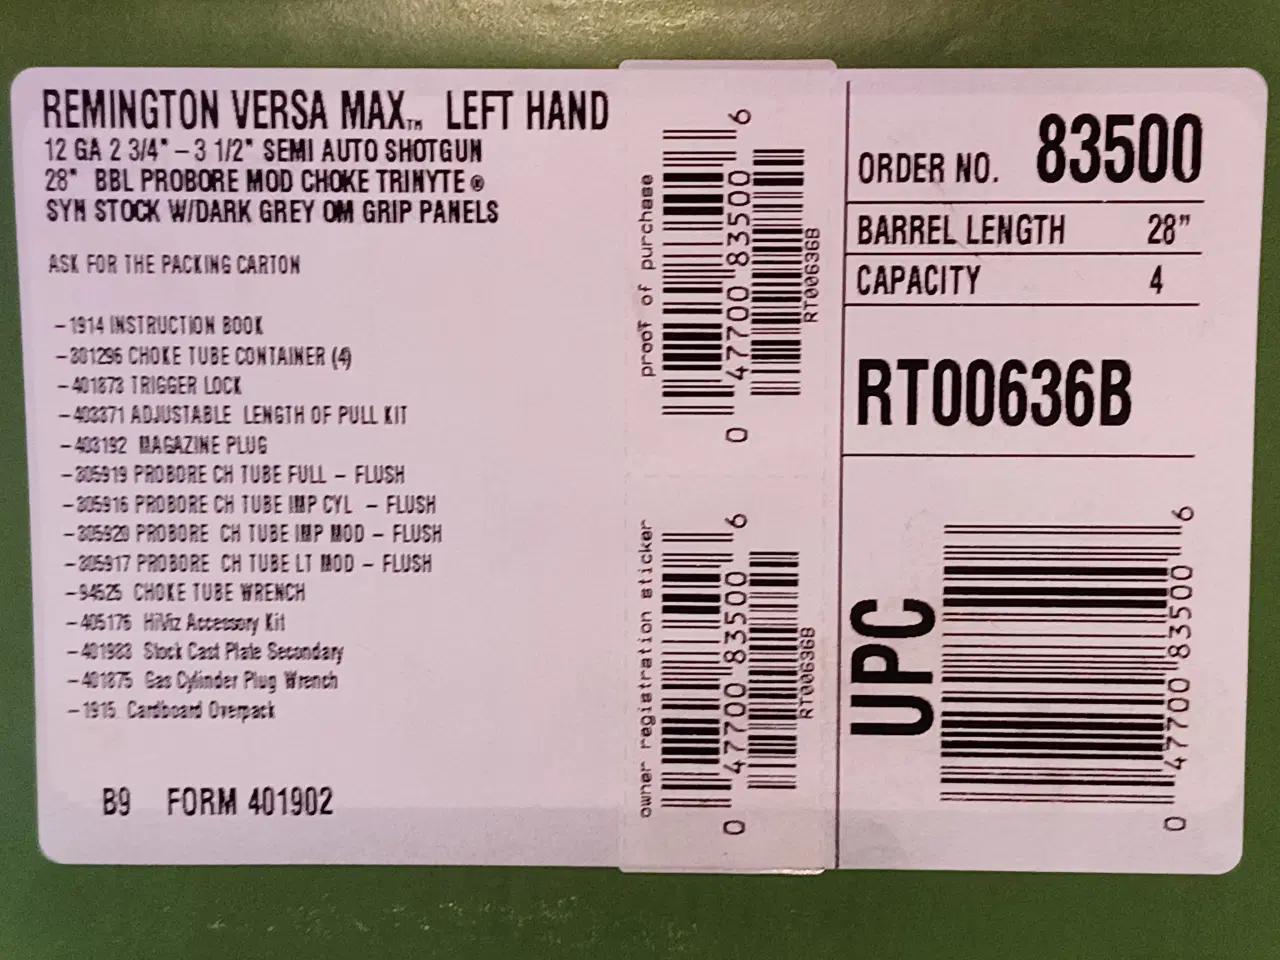 REMINGTON VERSA MAX™ LEFT HAND
12 GA 2 3/4" – 3 1/2" SEMI AUTO SHOTGUN
28" BBL PROBORE MOD CHOKE TRINYTE ®
SYN STOCK W/DARK GREY OM GRIP PANELS
ASK FOR THE PACKING CARTON
–1914 INSTRUCTION BOOK
–301296 CHOKE TUBE CONTAINER (4)
–401873 TRIGGER LOCK
–403371 ADJUSTABLE LENGTH OF PULL KIT
–403192 MAGAZINE PLUG
–305919 PROBORE CH TUBE FULL – FLUSH
–305916 PROBORE CH TUBE IMP CYL – FLUSH
–305920 PROBORE CH TUBE IMP MOD – FLUSH
–305917 PROBORE CH TUBE LT MOD – FLUSH
–94525 CHOKE TUBE WRENCH
–405176 HiViz Accessory Kit
–401983 Stock Cast Plate Secondary
–401875 Gas Cylinder Plug Wrench
–1915 Cardboard Overpack
B9 FORM 401902
proof of purchase
0 47700 83500 6
RT00636B
owner registration sticker
0 47700 83500 6
RT00636B
ORDER NO. 83500
BARREL LENGTH 28"
CAPACITY 4
RT00636B
UPC
0 47700 83500 6